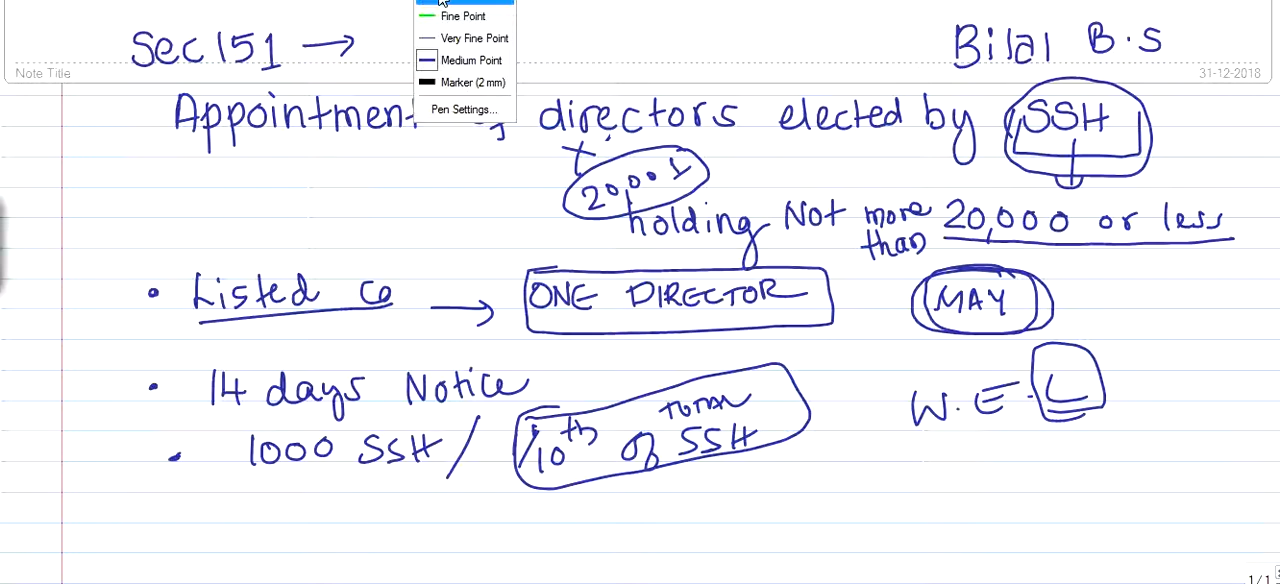 Fine Point
Sec 151 → Bilal B.S
Very Fine Point
Medium Point
Note Title 31-12-2018
Marker (2 mm)
Pen Settings...
Appointment directors elected by SSH
20,001
holding Not more than 20,000 or less
• Listed Co → ONE DIRECTOR MAY
• 14 days Notice W.E.L
• 1000 SSH / 1/10th of TOTAL SSH
1/1